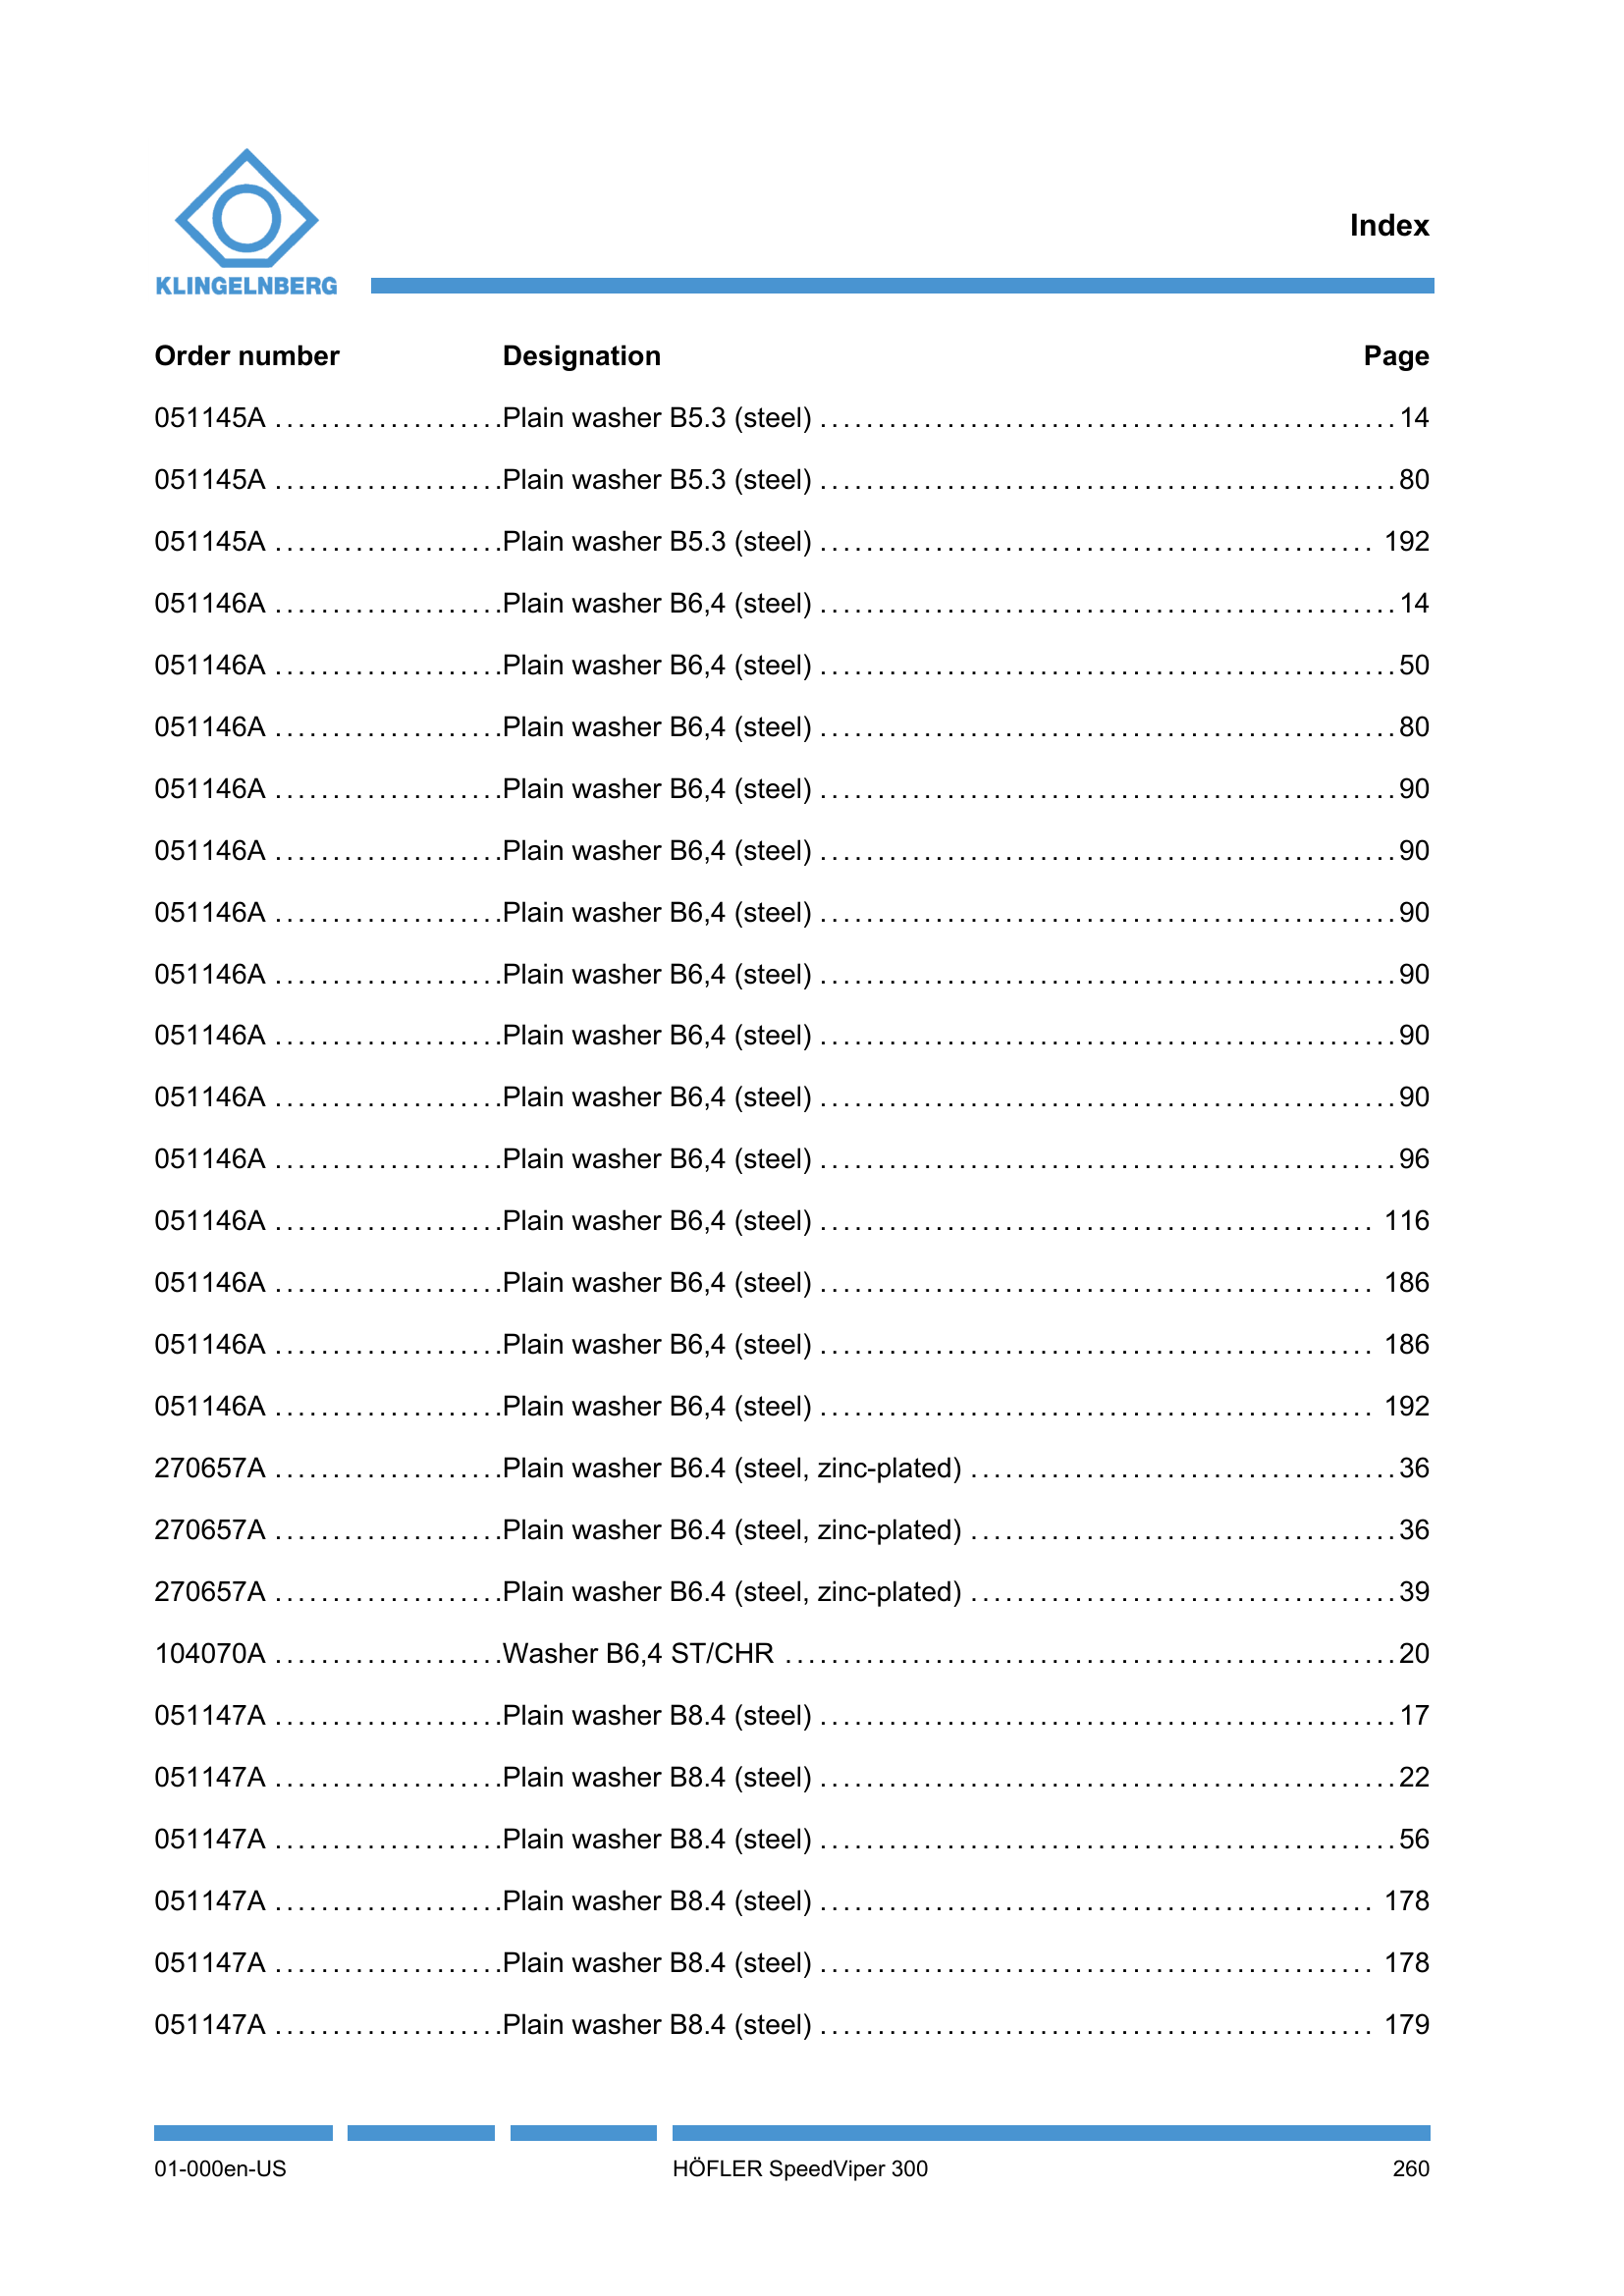 KLINGELNBERG
Index
Order number Designation Page
051145A . . . . . . . . . . . . . . . . . . . .Plain washer B5.3 (steel) . . . . . . . . . . . . . . . . . . . . . . . . . . . . . . . . . . . . . . . . . . . . . . . . . .14
051145A . . . . . . . . . . . . . . . . . . . .Plain washer B5.3 (steel) . . . . . . . . . . . . . . . . . . . . . . . . . . . . . . . . . . . . . . . . . . . . . . . . . .80
051145A . . . . . . . . . . . . . . . . . . . .Plain washer B5.3 (steel) . . . . . . . . . . . . . . . . . . . . . . . . . . . . . . . . . . . . . . . . . . . . . . . . 192
051146A . . . . . . . . . . . . . . . . . . . .Plain washer B6,4 (steel) . . . . . . . . . . . . . . . . . . . . . . . . . . . . . . . . . . . . . . . . . . . . . . . . . .14
051146A . . . . . . . . . . . . . . . . . . . .Plain washer B6,4 (steel) . . . . . . . . . . . . . . . . . . . . . . . . . . . . . . . . . . . . . . . . . . . . . . . . . .50
051146A . . . . . . . . . . . . . . . . . . . .Plain washer B6,4 (steel) . . . . . . . . . . . . . . . . . . . . . . . . . . . . . . . . . . . . . . . . . . . . . . . . . .80
051146A . . . . . . . . . . . . . . . . . . . .Plain washer B6,4 (steel) . . . . . . . . . . . . . . . . . . . . . . . . . . . . . . . . . . . . . . . . . . . . . . . . . .90
051146A . . . . . . . . . . . . . . . . . . . .Plain washer B6,4 (steel) . . . . . . . . . . . . . . . . . . . . . . . . . . . . . . . . . . . . . . . . . . . . . . . . . .90
051146A . . . . . . . . . . . . . . . . . . . .Plain washer B6,4 (steel) . . . . . . . . . . . . . . . . . . . . . . . . . . . . . . . . . . . . . . . . . . . . . . . . . .90
051146A . . . . . . . . . . . . . . . . . . . .Plain washer B6,4 (steel) . . . . . . . . . . . . . . . . . . . . . . . . . . . . . . . . . . . . . . . . . . . . . . . . . .90
051146A . . . . . . . . . . . . . . . . . . . .Plain washer B6,4 (steel) . . . . . . . . . . . . . . . . . . . . . . . . . . . . . . . . . . . . . . . . . . . . . . . . . .90
051146A . . . . . . . . . . . . . . . . . . . .Plain washer B6,4 (steel) . . . . . . . . . . . . . . . . . . . . . . . . . . . . . . . . . . . . . . . . . . . . . . . . . .90
051146A . . . . . . . . . . . . . . . . . . . .Plain washer B6,4 (steel) . . . . . . . . . . . . . . . . . . . . . . . . . . . . . . . . . . . . . . . . . . . . . . . . . .96
051146A . . . . . . . . . . . . . . . . . . . .Plain washer B6,4 (steel) . . . . . . . . . . . . . . . . . . . . . . . . . . . . . . . . . . . . . . . . . . . . . . . . 116
051146A . . . . . . . . . . . . . . . . . . . .Plain washer B6,4 (steel) . . . . . . . . . . . . . . . . . . . . . . . . . . . . . . . . . . . . . . . . . . . . . . . . 186
051146A . . . . . . . . . . . . . . . . . . . .Plain washer B6,4 (steel) . . . . . . . . . . . . . . . . . . . . . . . . . . . . . . . . . . . . . . . . . . . . . . . . 186
051146A . . . . . . . . . . . . . . . . . . . .Plain washer B6,4 (steel) . . . . . . . . . . . . . . . . . . . . . . . . . . . . . . . . . . . . . . . . . . . . . . . . 192
270657A . . . . . . . . . . . . . . . . . . . .Plain washer B6.4 (steel, zinc-plated) . . . . . . . . . . . . . . . . . . . . . . . . . . . . . . . . . . . . .36
270657A . . . . . . . . . . . . . . . . . . . .Plain washer B6.4 (steel, zinc-plated) . . . . . . . . . . . . . . . . . . . . . . . . . . . . . . . . . . . . .36
270657A . . . . . . . . . . . . . . . . . . . .Plain washer B6.4 (steel, zinc-plated) . . . . . . . . . . . . . . . . . . . . . . . . . . . . . . . . . . . . .39
104070A . . . . . . . . . . . . . . . . . . . .Washer B6,4 ST/CHR . . . . . . . . . . . . . . . . . . . . . . . . . . . . . . . . . . . . . . . . . . . . . . . . . . . . .20
051147A . . . . . . . . . . . . . . . . . . . .Plain washer B8.4 (steel) . . . . . . . . . . . . . . . . . . . . . . . . . . . . . . . . . . . . . . . . . . . . . . . . . .17
051147A . . . . . . . . . . . . . . . . . . . .Plain washer B8.4 (steel) . . . . . . . . . . . . . . . . . . . . . . . . . . . . . . . . . . . . . . . . . . . . . . . . . .22
051147A . . . . . . . . . . . . . . . . . . . .Plain washer B8.4 (steel) . . . . . . . . . . . . . . . . . . . . . . . . . . . . . . . . . . . . . . . . . . . . . . . . . .56
051147A . . . . . . . . . . . . . . . . . . . .Plain washer B8.4 (steel) . . . . . . . . . . . . . . . . . . . . . . . . . . . . . . . . . . . . . . . . . . . . . . . . 178
051147A . . . . . . . . . . . . . . . . . . . .Plain washer B8.4 (steel) . . . . . . . . . . . . . . . . . . . . . . . . . . . . . . . . . . . . . . . . . . . . . . . . 178
051147A . . . . . . . . . . . . . . . . . . . .Plain washer B8.4 (steel) . . . . . . . . . . . . . . . . . . . . . . . . . . . . . . . . . . . . . . . . . . . . . . . . 179
01-000en-US HÖFLER SpeedViper 300 260